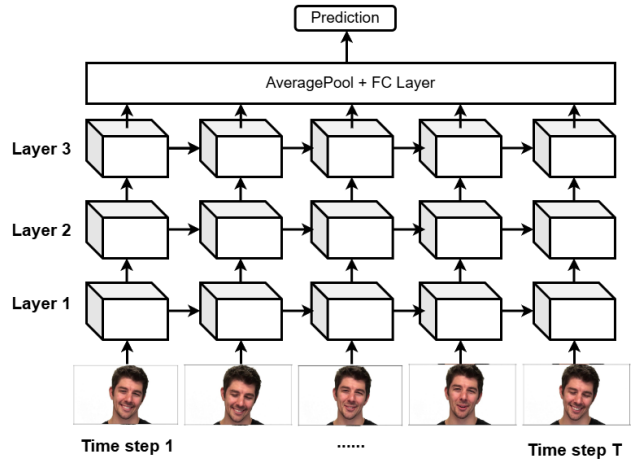 Prediction
AveragePool + FC Layer
Layer 3
Layer 2
Layer 1
Time step 1
......
Time step T